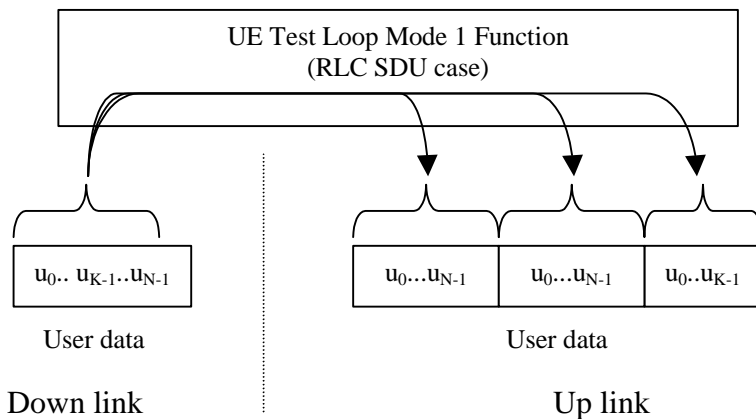 UE Test Loop Mode 1 Function
(RLC SDU case)
u0.. uK-1..uN-1
u0...uN-1
u0...uN-1
u0..uK-1
User data
User data
Down link
Up link